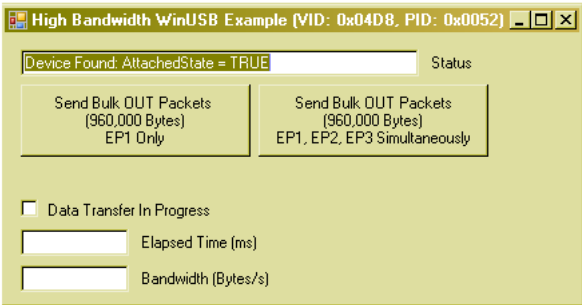 High Bandwidth WinUSB Example (VID: 0x04D8, PID: 0x0052)
Device Found: AttachedState = TRUE
Status
Send Bulk OUT Packets
(960,000 Bytes)
EP1 Only
Send Bulk OUT Packets
(960,000 Bytes)
EP1, EP2, EP3 Simultaneously
Data Transfer In Progress
Elapsed Time (ms)
Bandwidth (Bytes/s)